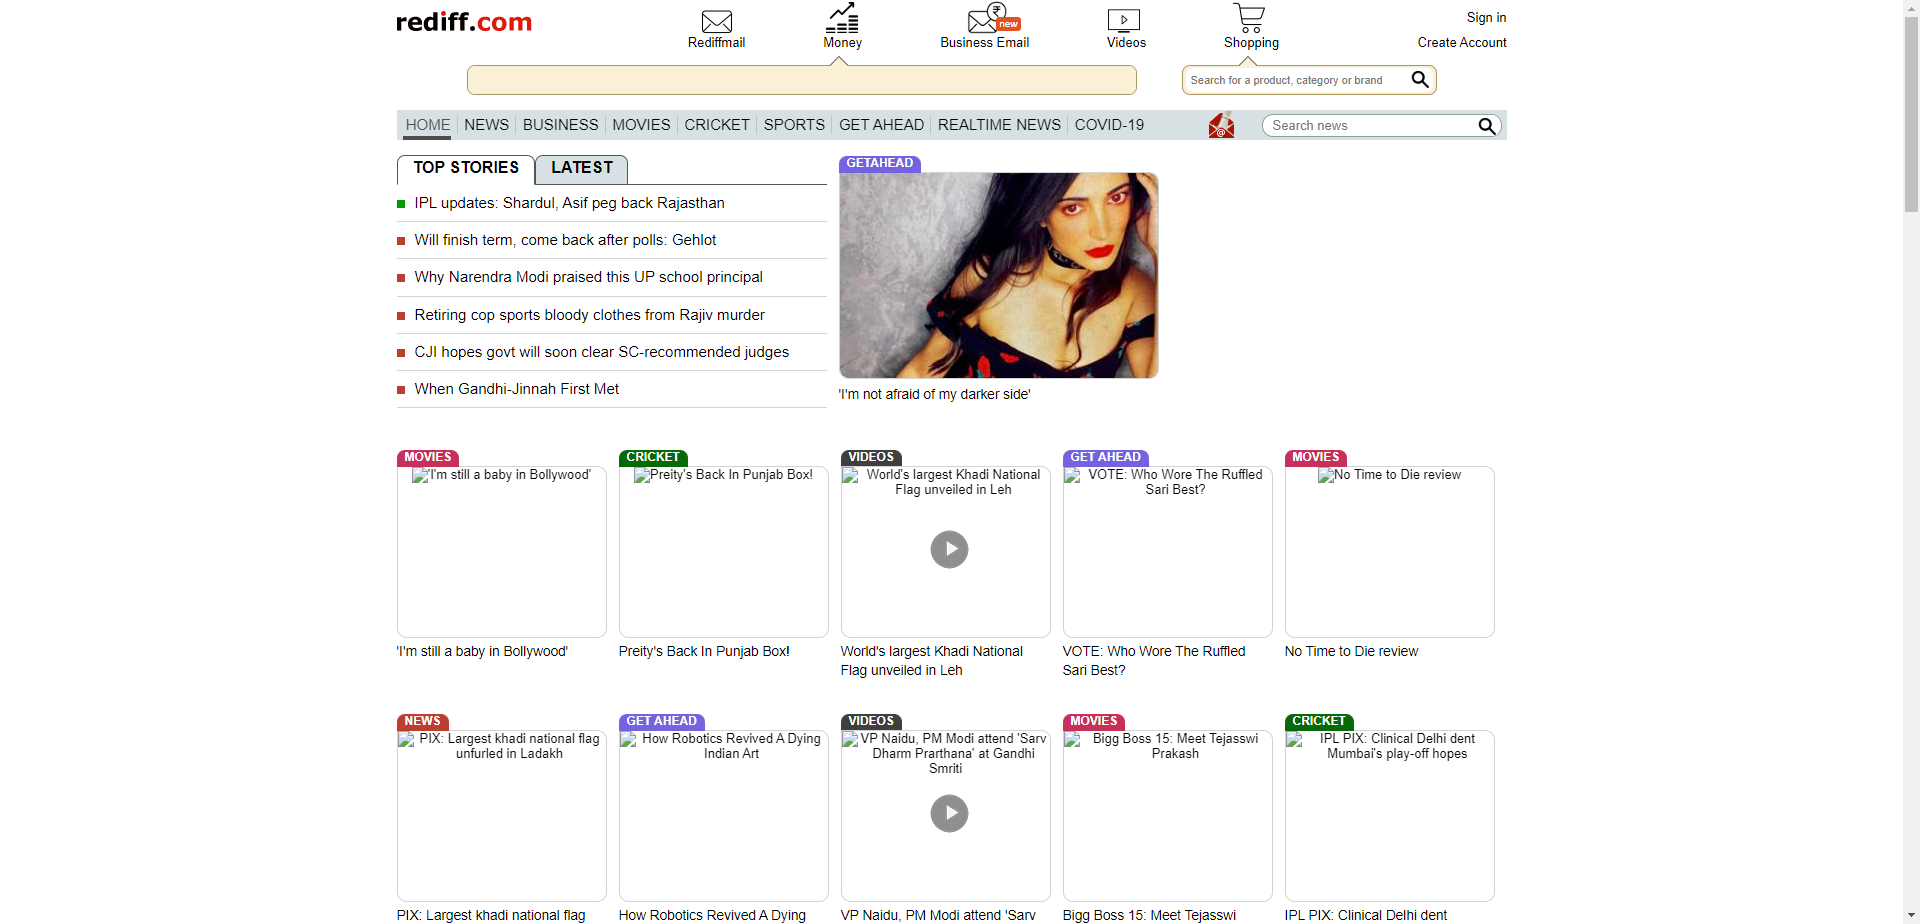 rediff.com
Rediffmail
Money
new
Business Email
Videos
Shopping
Sign in
Create Account
Search for a product, category or brand
HOME NEWS BUSINESS MOVIES CRICKET SPORTS GET AHEAD REALTIME NEWS COVID-19
Search news
TOP STORIES
LATEST
IPL updates: Shardul, Asif peg back Rajasthan
Will finish term, come back after polls: Gehlot
Why Narendra Modi praised this UP school principal
Retiring cop sports bloody clothes from Rajiv murder
CJI hopes govt will soon clear SC-recommended judges
When Gandhi-Jinnah First Met
GETAHEAD
'I'm not afraid of my darker side'
MOVIES
'I'm still a baby in Bollywood'
'I'm still a baby in Bollywood'
CRICKET
Preity's Back In Punjab Box!
Preity's Back In Punjab Box!
VIDEOS
World's largest Khadi National
Flag unveiled in Leh
World's largest Khadi National
Flag unveiled in Leh
GET AHEAD
VOTE: Who Wore The Ruffled
Sari Best?
VOTE: Who Wore The Ruffled
Sari Best?
MOVIES
No Time to Die review
No Time to Die review
NEWS
PIX: Largest khadi national flag
unfurled in Ladakh
PIX: Largest khadi national flag
GET AHEAD
How Robotics Revived A Dying
Indian Art
How Robotics Revived A Dying
VIDEOS
VP Naidu, PM Modi attend 'Sarv
Dharm Prarthana' at Gandhi
Smriti
VP Naidu, PM Modi attend 'Sarv
MOVIES
Bigg Boss 15: Meet Tejasswi
Prakash
Bigg Boss 15: Meet Tejasswi
CRICKET
IPL PIX: Clinical Delhi dent
Mumbai's play-off hopes
IPL PIX: Clinical Delhi dent